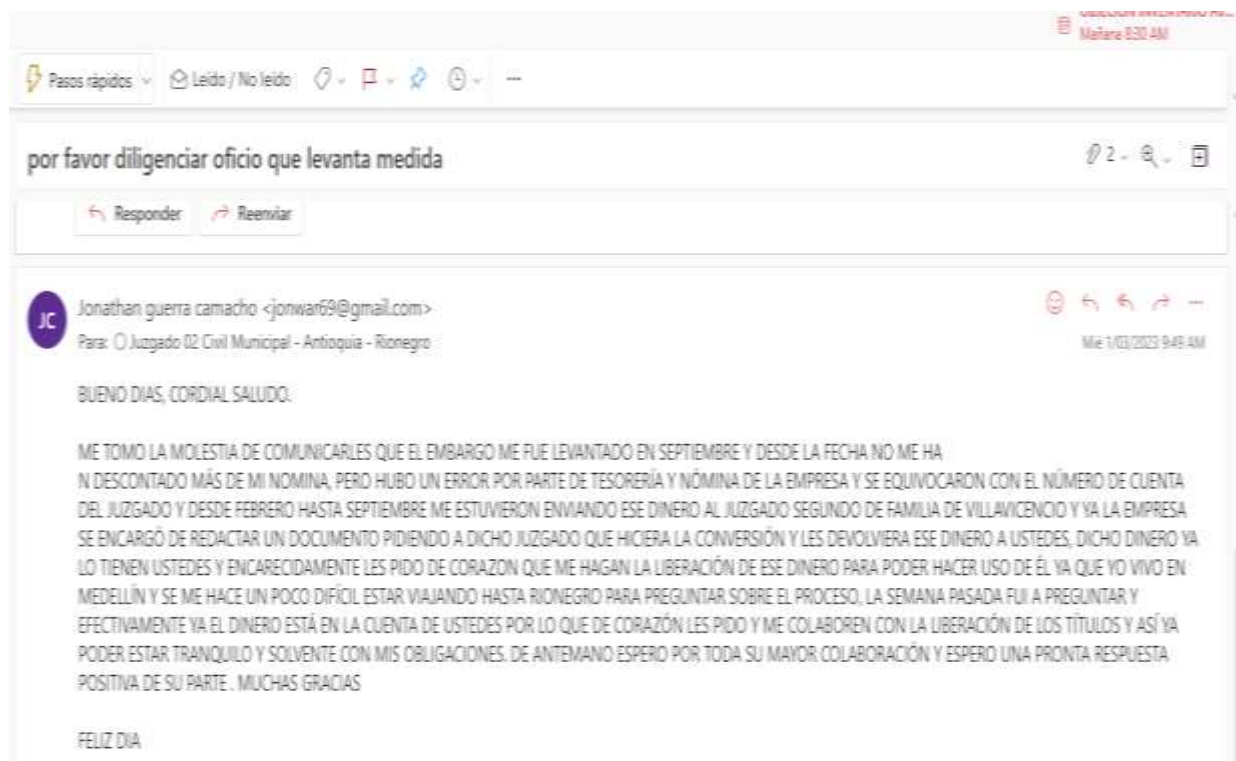 OBJECION INVENTARIO AV...
Mañana 8:30 AM
Pasos rápidos
Leído / No leído
por favor diligenciar oficio que levanta medida
2
Responder
Reenviar
JC
Jonathan guerra camacho <jonwar69@gmail.com>
Para: Juzgado 02 Civil Municipal - Antioquia - Rionegro
Mié 1/03/2023 9:49 AM
BUENO DIAS, CORDIAL SALUDO.
ME TOMO LA MOLESTIA DE COMUNICARLES QUE EL EMBARGO ME FUE LEVANTADO EN SEPTIEMBRE Y DESDE LA FECHA NO ME HA
N DESCONTADO MÁS DE MI NOMINA, PERO HUBO UN ERROR POR PARTE DE TESORERÍA Y NÓMINA DE LA EMPRESA Y SE EQUIVOCARON CON EL NÚMERO DE CUENTA
DEL JUZGADO Y DESDE FEBRERO HASTA SEPTIEMBRE ME ESTUVIERON ENVIANDO ESE DINERO AL JUZGADO SEGUNDO DE FAMILIA DE VILLAVICENCIO Y YA LA EMPRESA
SE ENCARGÓ DE REDACTAR UN DOCUMENTO PIDIENDO A DICHO JUZGADO QUE HICIERA LA CONVERSIÓN Y LES DEVOLVIERA ESE DINERO A USTEDES, DICHO DINERO YA
LO TIENEN USTEDES Y ENCARECIDAMENTE LES PIDO DE CORAZON QUE ME HAGAN LA LIBERACIÓN DE ESE DINERO PARA PODER HACER USO DE ÉL YA QUE YO VIVO EN
MEDELLÍN Y SE ME HACE UN POCO DIFÍCIL ESTAR VIAJANDO HASTA RIONEGRO PARA PREGUNTAR SOBRE EL PROCESO, LA SEMANA PASADA FUI A PREGUNTAR Y
EFECTIVAMENTE YA EL DINERO ESTÁ EN LA CUENTA DE USTEDES POR LO QUE DE CORAZÓN LES PIDO Y ME COLABOREN CON LA LIBERACIÓN DE LOS TÍTULOS Y ASÍ YA
PODER ESTAR TRANQUILO Y SOLVENTE CON MIS OBLIGACIONES. DE ANTEMANO ESPERO POR TODA SU MAYOR COLABORACIÓN Y ESPERO UNA PRONTA RESPUESTA
POSITIVA DE SU PARTE . MUCHAS GRACIAS
FELIZ DIA